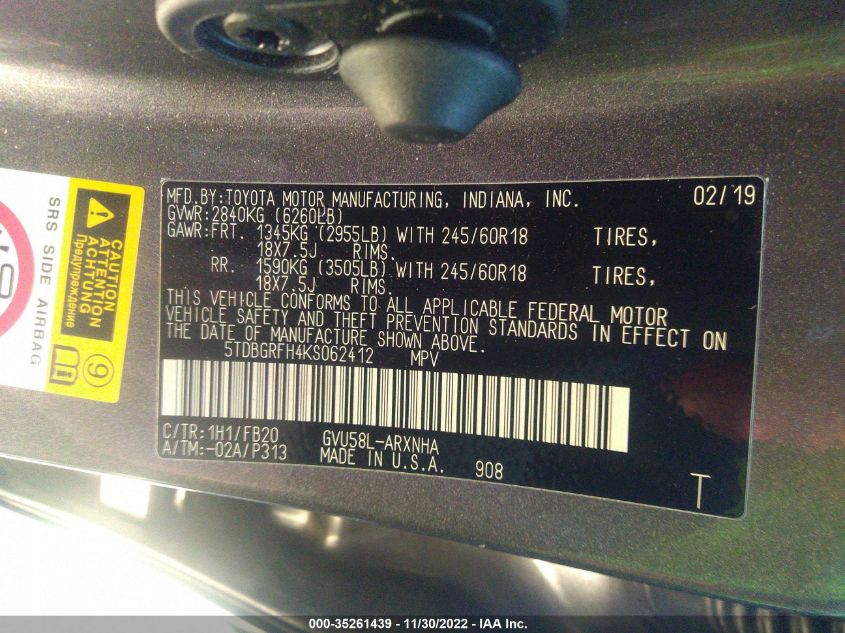 MFD.BY:TOYOTA MOTOR MANUFACTURING, INDIANA, INC. 02/19
GVWR:2840KG (6260LB)
GAWR:FRT. 1345KG (2955LB) WITH 245/60R18 TIRES,
18X7.5J RIMS.
RR. 1590KG (3505LB) WITH 245/60R18 TIRES,
18X7.5J RIMS.
THIS VEHICLE CONFORMS TO ALL APPLICABLE FEDERAL MOTOR
VEHICLE SAFETY AND THEFT PREVENTION STANDARDS IN EFFECT ON
THE DATE OF MANUFACTURE SHOWN ABOVE.
5TDBGRFH4KS062412 MPV
C/TR:1H1/FB20 GVU58L-ARXNHA
A/TM:-02A/P313 MADE IN U.S.A. 908
T
SRS SIDE AIRBAG
CAUTION
ATTENTION
ACHTUNG
Предупреждение
9
000-35261439 - 11/30/2022 - IAA Inc.